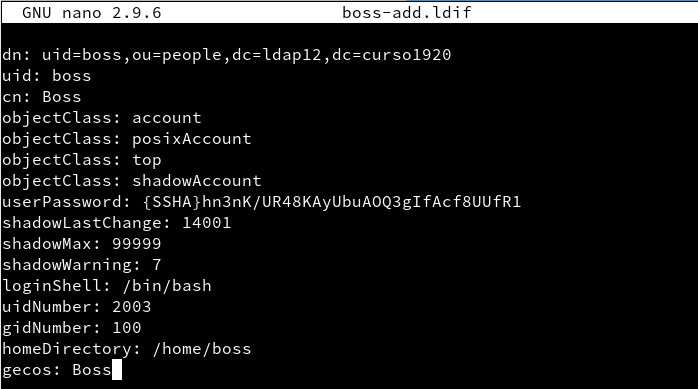 GNU nano 2.9.6 boss-add.ldif
dn: uid=boss,ou=people,dc=ldap12,dc=curso1920
uid: boss
cn: Boss
objectClass: account
objectClass: posixAccount
objectClass: top
objectClass: shadowAccount
userPassword: {SSHA}hn3nK/UR48KAyUbuAOQ3gIfAcf8UUfR1
shadowLastChange: 14001
shadowMax: 99999
shadowWarning: 7
loginShell: /bin/bash
uidNumber: 2003
gidNumber: 100
homeDirectory: /home/boss
gecos: Boss